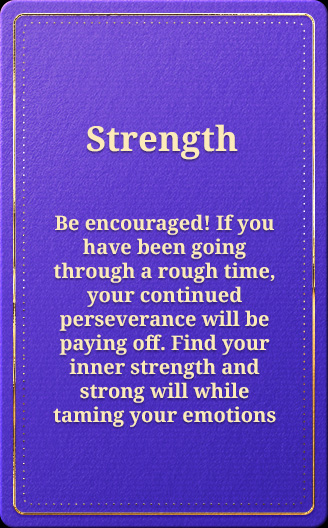 Strength
Be encouraged! If you
have been going
through a rough time,
your continued
perseverance will be
paying off. Find your
inner strength and
strong will while
taming your emotions